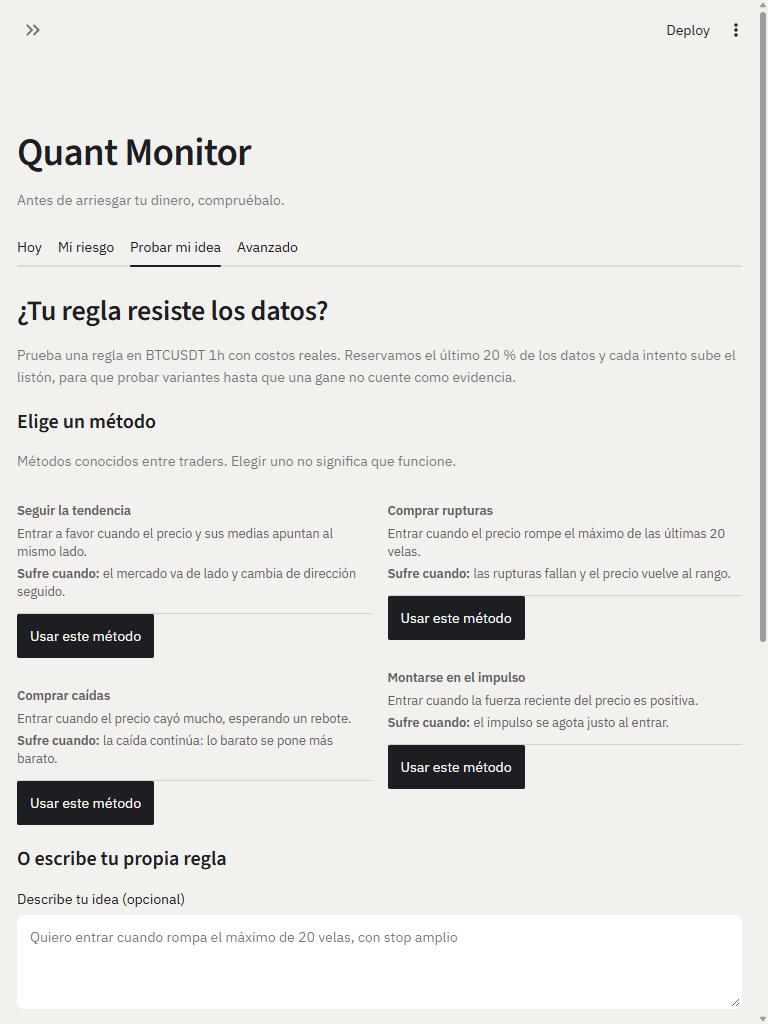 Deploy
Quant Monitor
Antes de arriesgar tu dinero, compruébalo.
Hoy
Mi riesgo
Probar mi idea
Avanzado
¿Tu regla resiste los datos?
Prueba una regla en BTCUSDT 1h con costos reales. Reservamos el último 20 % de los datos y cada intento sube el
listón, para que probar variantes hasta que una gane no cuente como evidencia.
Elige un método
Métodos conocidos entre traders. Elegir uno no significa que funcione.
Seguir la tendencia
Entrar a favor cuando el precio y sus medias apuntan al
mismo lado.
Sufre cuando: el mercado va de lado y cambia de dirección
seguido.
Usar este método
Comprar rupturas
Entrar cuando el precio rompe el máximo de las últimas 20
velas.
Sufre cuando: las rupturas fallan y el precio vuelve al rango.
Usar este método
Comprar caídas
Entrar cuando el precio cayó mucho, esperando un rebote.
Sufre cuando: la caída continúa: lo barato se pone más
barato.
Usar este método
Montarse en el impulso
Entrar cuando la fuerza reciente del precio es positiva.
Sufre cuando: el impulso se agota justo al entrar.
Usar este método
O escribe tu propia regla
Describe tu idea (opcional)
Quiero entrar cuando rompa el máximo de 20 velas, con stop amplio